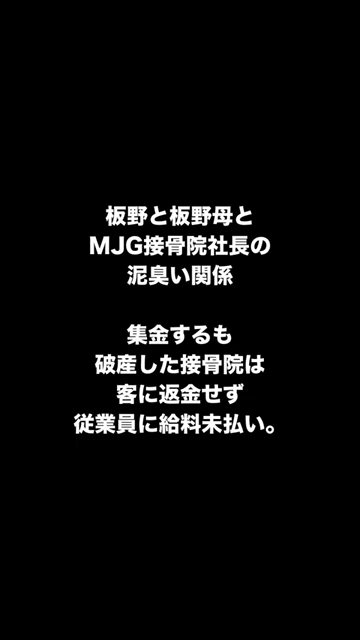 板野と板野母と
MJG接骨院社長の
泥臭い関係
集金するも
破産した接骨院は
客に返金せず
従業員に給料未払い。